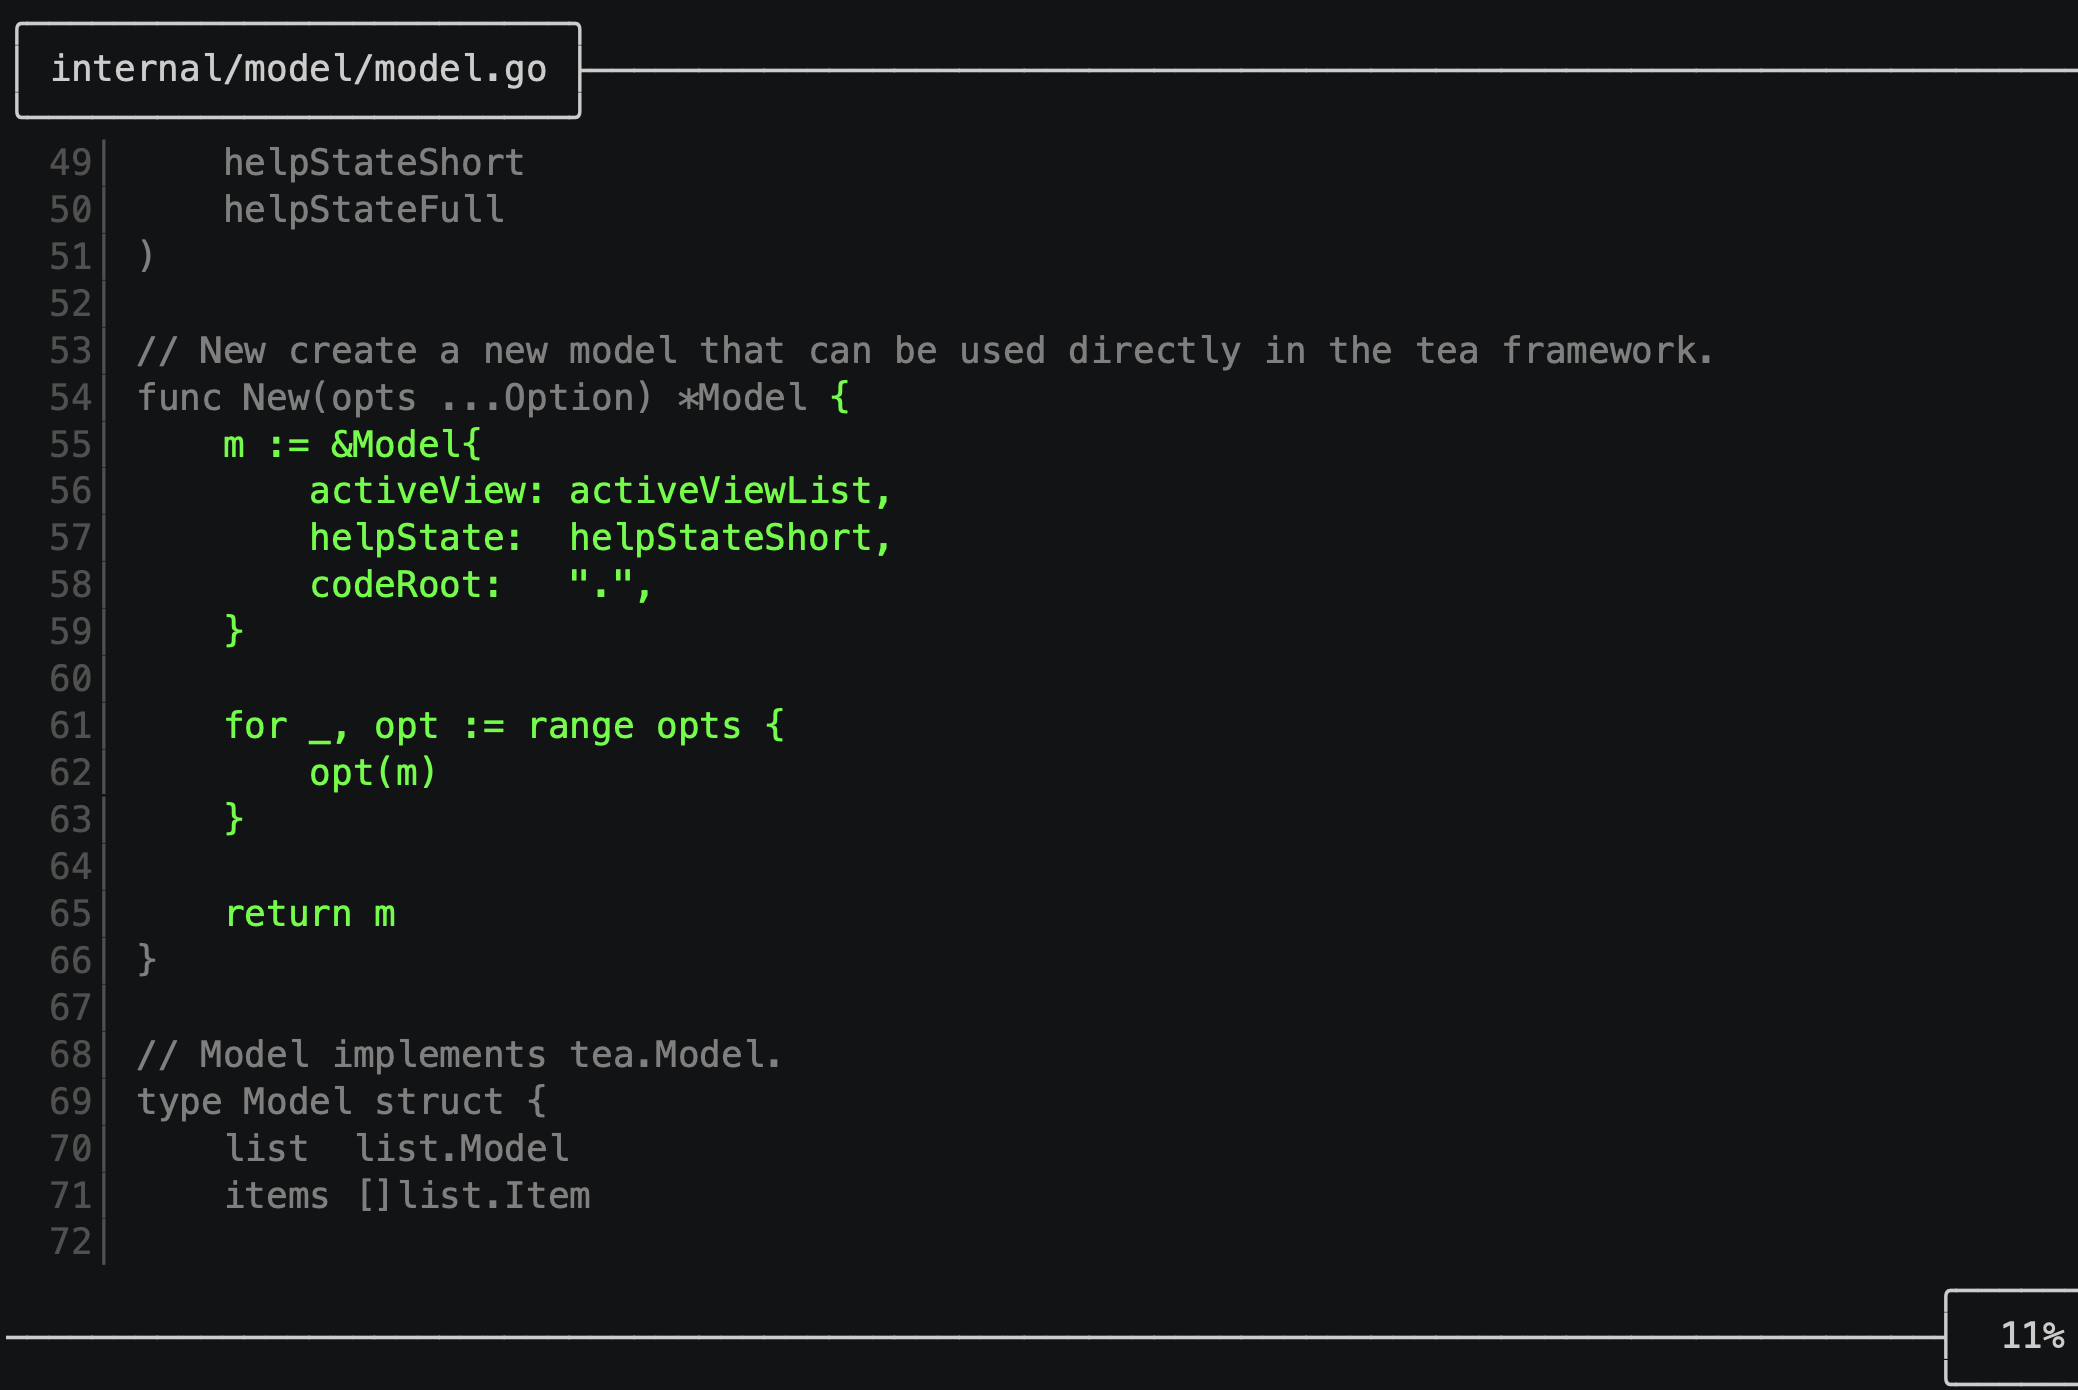 internal/model/model.go
49     helpStateShort
50     helpStateFull
51 )
52
53 // New create a new model that can be used directly in the tea framework.
54 func New(opts ...Option) *Model {
55     m := &Model{
56         activeView: activeViewList,
57         helpState:  helpStateShort,
58         codeRoot:   ".",
59     }
60
61     for _, opt := range opts {
62         opt(m)
63     }
64
65     return m
66 }
67
68 // Model implements tea.Model.
69 type Model struct {
70     list  list.Model
71     items []list.Item
72
11%